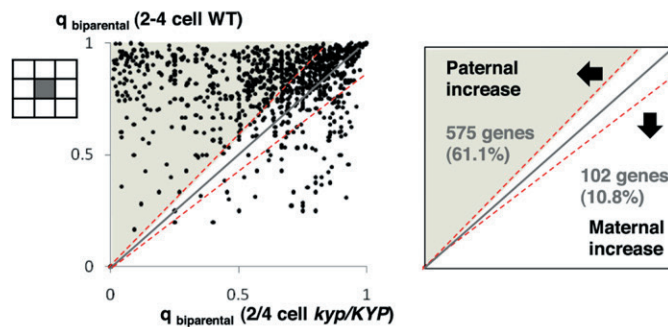 q biparental (2-4 cell WT)
1
0.5
0
0
0.5
1
q biparental (2/4 cell kyp/KYP)
Paternal
increase
575 genes
(61.1%)
102 genes
(10.8%)
Maternal
increase